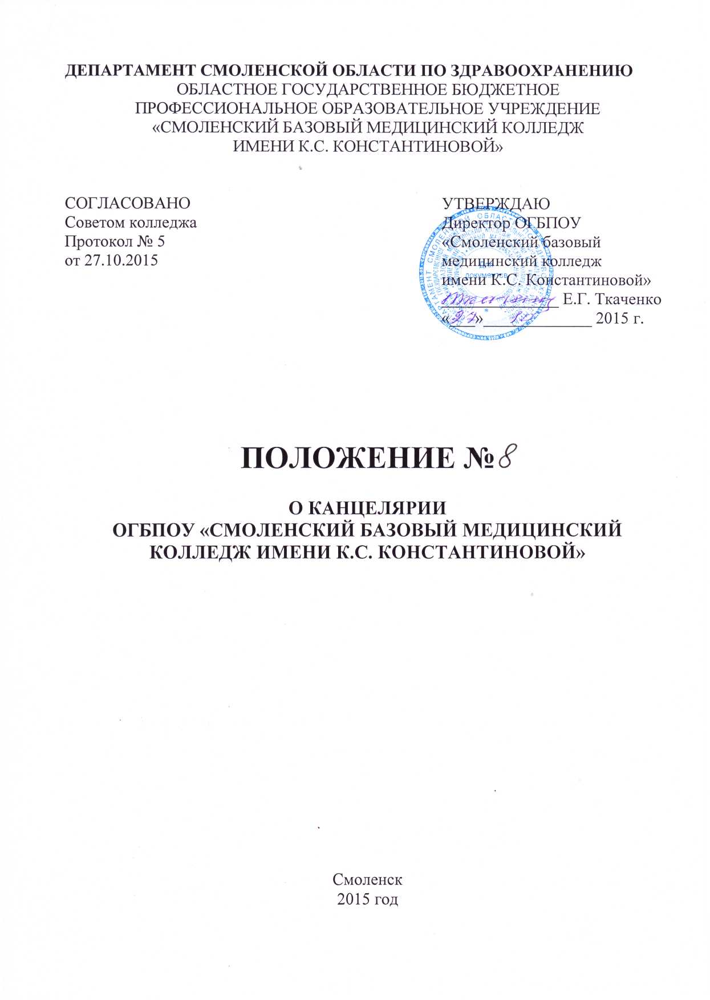 ДЕПАРТАМЕНТ СМОЛЕНСКОЙ ОБЛАСТИ ПО ЗДРАВООХРАНЕНИЮ
ОБЛАСТНОЕ ГОСУДАРСТВЕННОЕ БЮДЖЕТНОЕ
ПРОФЕССИОНАЛЬНОЕ ОБРАЗОВАТЕЛЬНОЕ УЧРЕЖДЕНИЕ
«СМОЛЕНСКИЙ БАЗОВЫЙ МЕДИЦИНСКИЙ КОЛЛЕДЖ
ИМЕНИ К.С. КОНСТАНТИНОВОЙ»
СОГЛАСОВАНО
Советом колледжа
Протокол № 5
от 27.10.2015
УТВЕРЖДАЮ
Директор ОГБПОУ
«Смоленский базовый
медицинский колледж
имени К.С. Константиновой»
Е.Г. Ткаченко
«27» 10 2015 г.
Для
документов
ПОЛОЖЕНИЕ №8
О КАНЦЕЛЯРИИ
ОГБПОУ «СМОЛЕНСКИЙ БАЗОВЫЙ МЕДИЦИНСКИЙ
КОЛЛЕДЖ ИМЕНИ К.С. КОНСТАНТИНОВОЙ»
Смоленск
2015 год